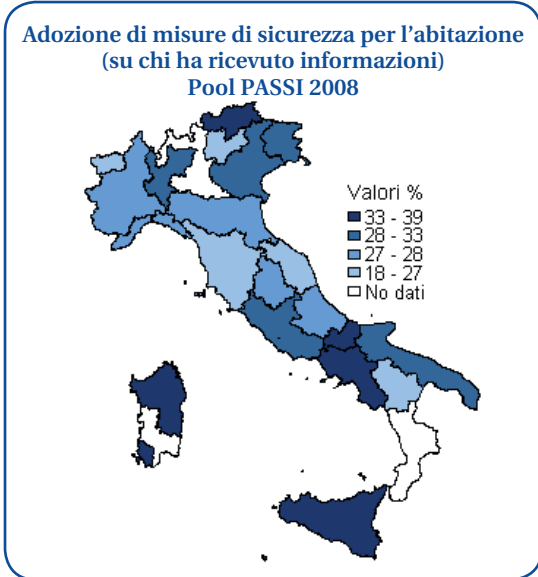 Adozione di misure di sicurezza per l'abitazione
(su chi ha ricevuto informazioni)
Pool PASSI 2008
Valori %
33 - 39
28 - 33
27 - 28
18 - 27
No dati